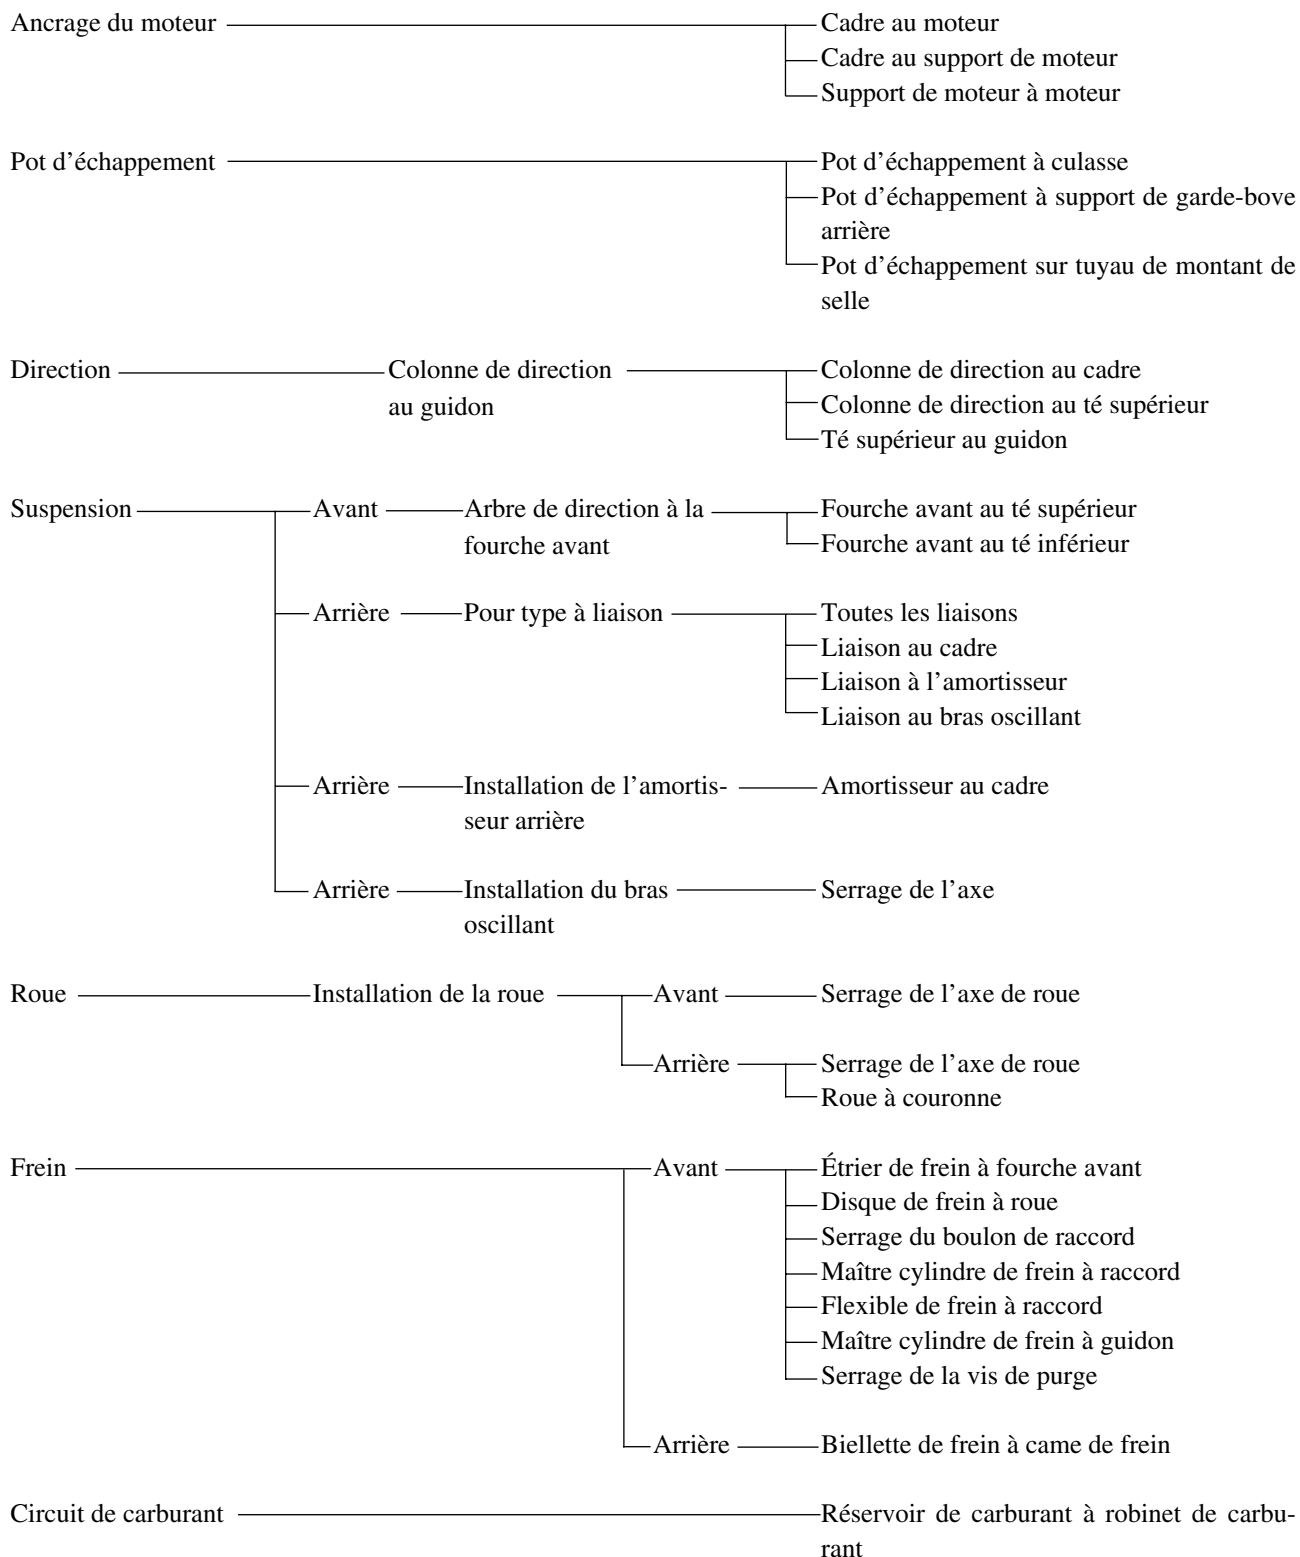 Ancrage du moteur Cadre au moteur
Cadre au support de moteur
Support de moteur à moteur
Pot d'échappement Pot d'échappement à culasse
Pot d'échappement à support de garde-bove
arrière
Pot d'échappement sur tuyau de montant de
selle
Direction Colonne de direction Colonne de direction au cadre
au guidon Colonne de direction au té supérieur
Té supérieur au guidon
Suspension Avant Arbre de direction à la Fourche avant au té supérieur
fourche avant Fourche avant au té inférieur
Arrière Pour type à liaison Toutes les liaisons
Liaison au cadre
Liaison à l'amortisseur
Liaison au bras oscillant
Arrière Installation de l'amortis- Amortisseur au cadre
seur arrière
Arrière Installation du bras Serrage de l'axe
oscillant
Roue Installation de la roue Avant Serrage de l'axe de roue
Arrière Serrage de l'axe de roue
Roue à couronne
Frein Avant Étrier de frein à fourche avant
Disque de frein à roue
Serrage du boulon de raccord
Maître cylindre de frein à raccord
Flexible de frein à raccord
Maître cylindre de frein à guidon
Serrage de la vis de purge
Arrière Biellette de frein à came de frein
Circuit de carburant Réservoir de carburant à robinet de carbu-
rant